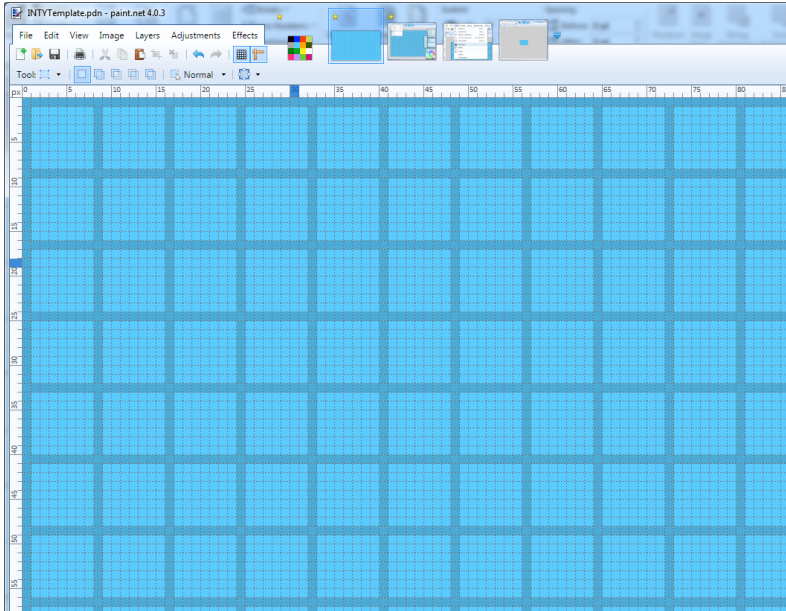 INTYTemplate.pdn - paint.net 4.0.3
File Edit View Image Layers Adjustments Effects
Tool: Normal
px 0 5 10 15 20 25 30 35 40 45 50 55 60 65 70 75 80
5
10
15
20
25
30
35
40
45
50
55